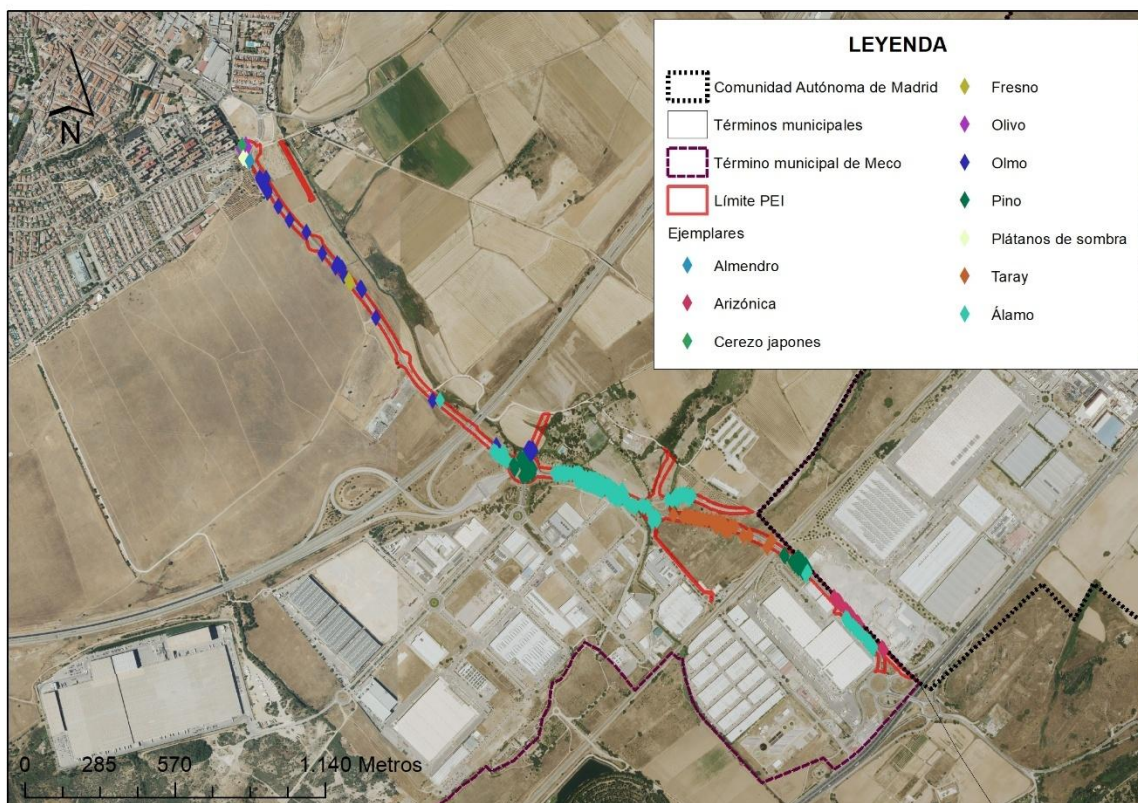 N
LEYENDA
Comunidad Autónoma de Madrid
Términos municipales
Término municipal de Meco
Límite PEI
Ejemplares
Almendro
Arizónica
Cerezo japones
Fresno
Olivo
Olmo
Pino
Plátanos de sombra
Taray
Álamo
0 285 570 1.140 Metros